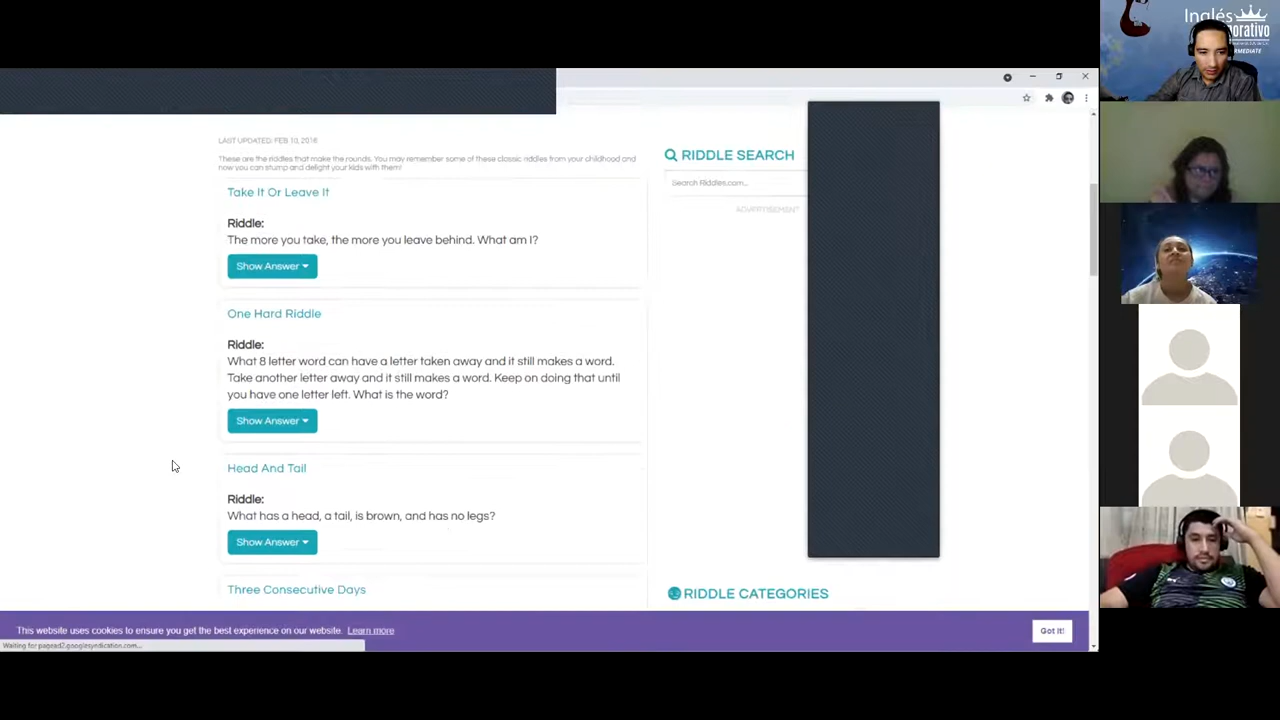 Inglés
orativo
RMEDIATE
LAST UPDATED: FEB 10, 2016
These are the riddles that make the rounds. You may remember some of these classic riddles from your childhood and
now you can stump and delight your kids with them!
RIDDLE SEARCH
Search Riddles.com...
ADVERTISEMENT
Take It Or Leave It
Riddle:
The more you take, the more you leave behind. What am I?
Show Answer
One Hard Riddle
Riddle:
What 8 letter word can have a letter taken away and it still makes a word.
Take another letter away and it still makes a word. Keep on doing that until
you have one letter left. What is the word?
Show Answer
Head And Tail
Riddle:
What has a head, a tail, is brown, and has no legs?
Show Answer
Three Consecutive Days
RIDDLE CATEGORIES
This website uses cookies to ensure you get the best experience on our website. Learn more
Got It!
Waiting for pagead2.googlesyndication.com...